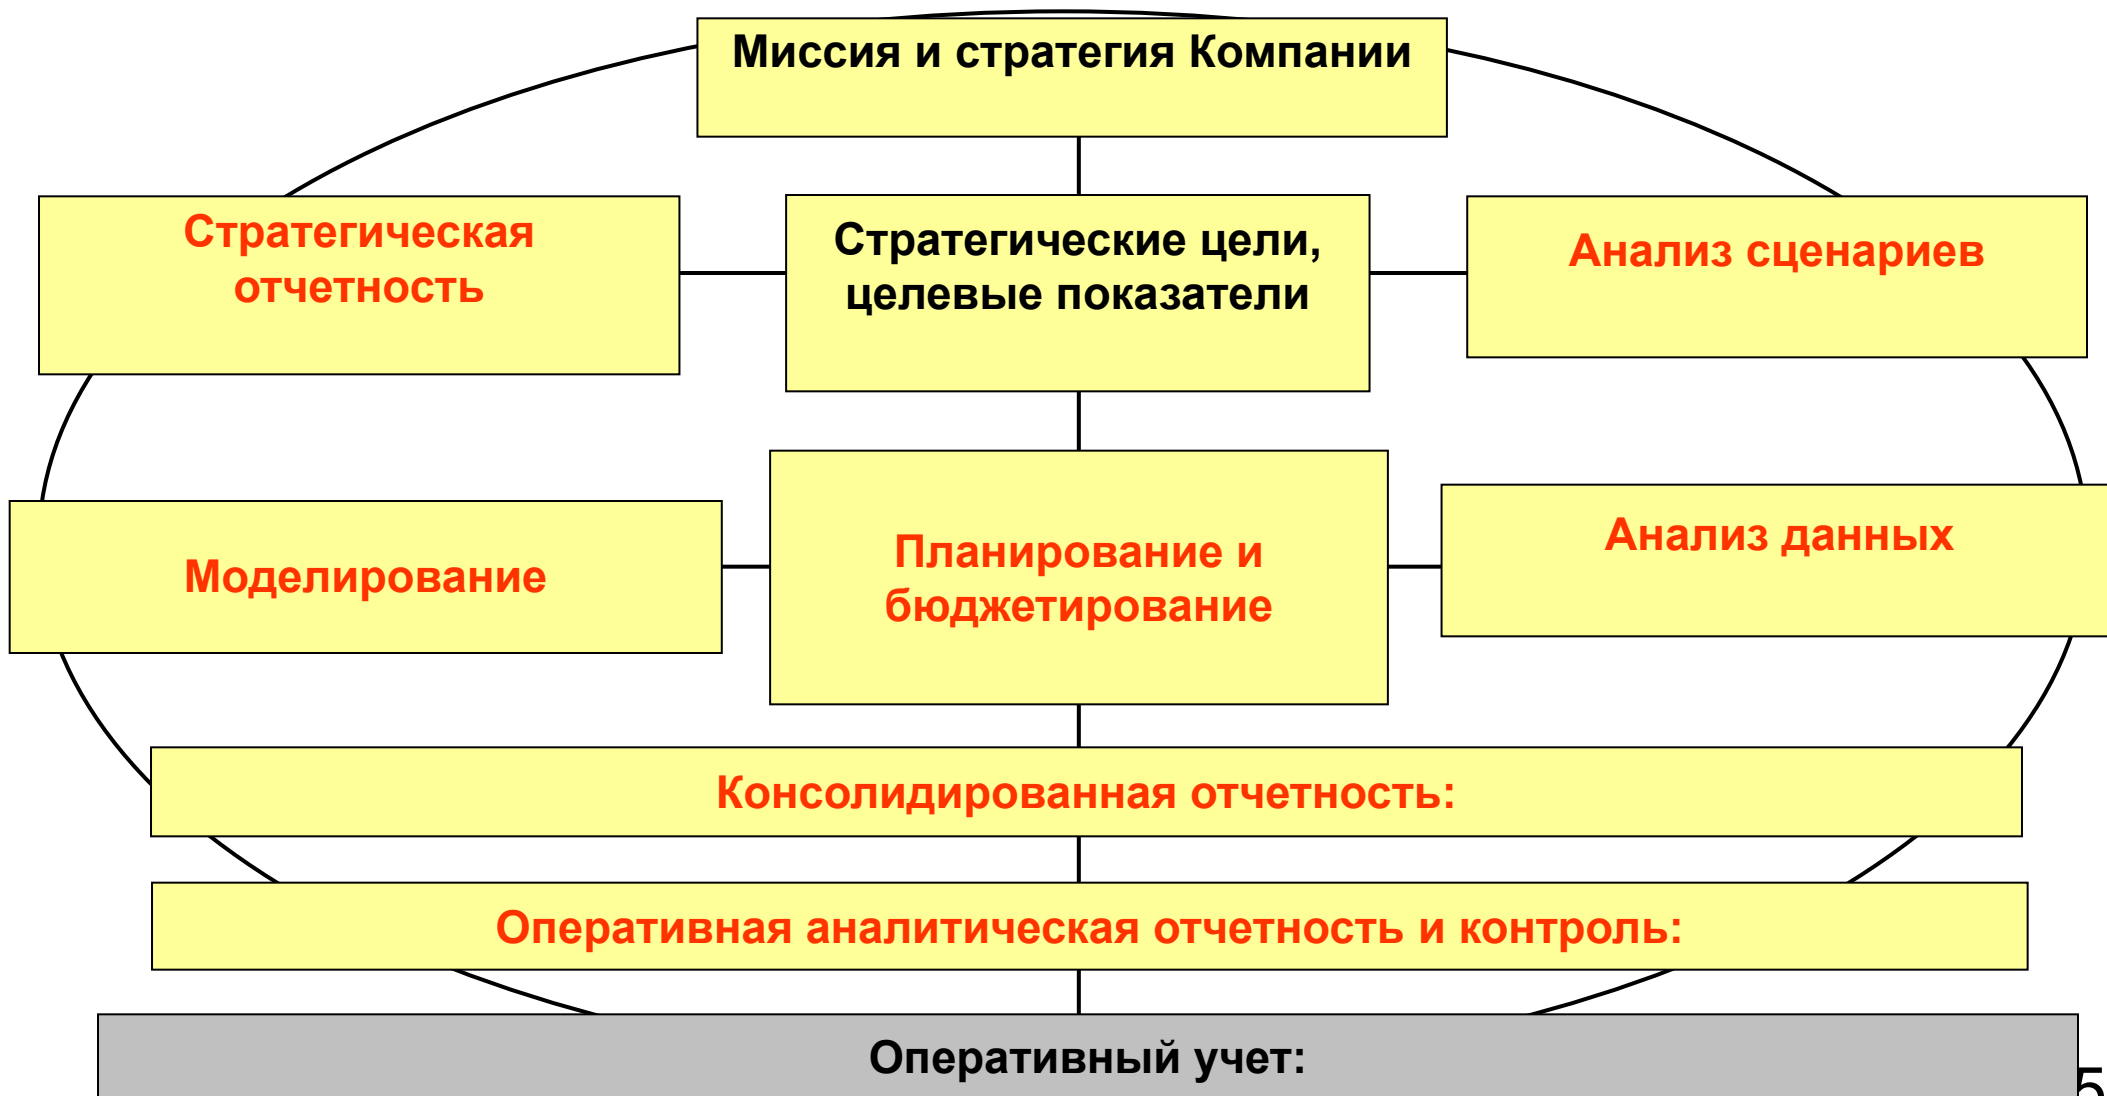 Миссия и стратегия Компании
Стратегическая
отчетность
Стратегические цели,
целевые показатели
Анализ сценариев
Моделирование
Планирование и
бюджетирование
Анализ данных
Консолидированная отчетность:
Оперативная аналитическая отчетность и контроль:
Оперативный учет:
5